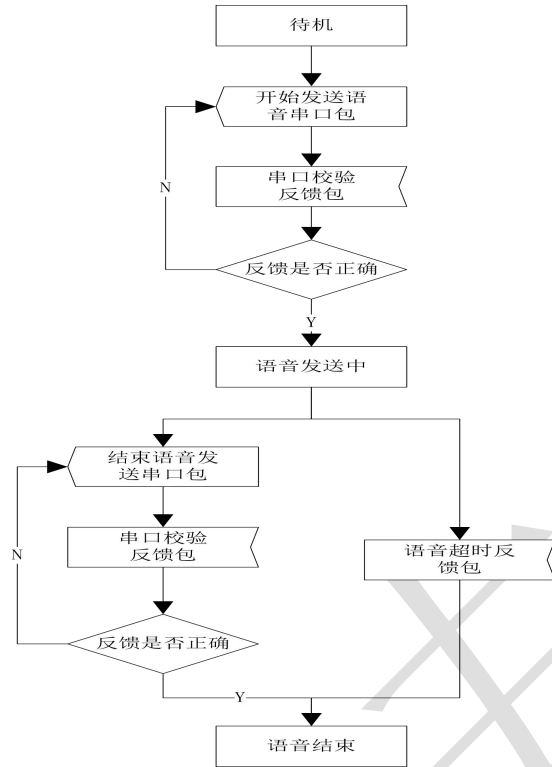 待机
开始发送语
音串口包
串口校验
反馈包
N
反馈是否正确
Y
语音发送中
结束语音发
送串口包
串口校验
反馈包
N
语音超时反
馈包
反馈是否正确
Y
语音结束